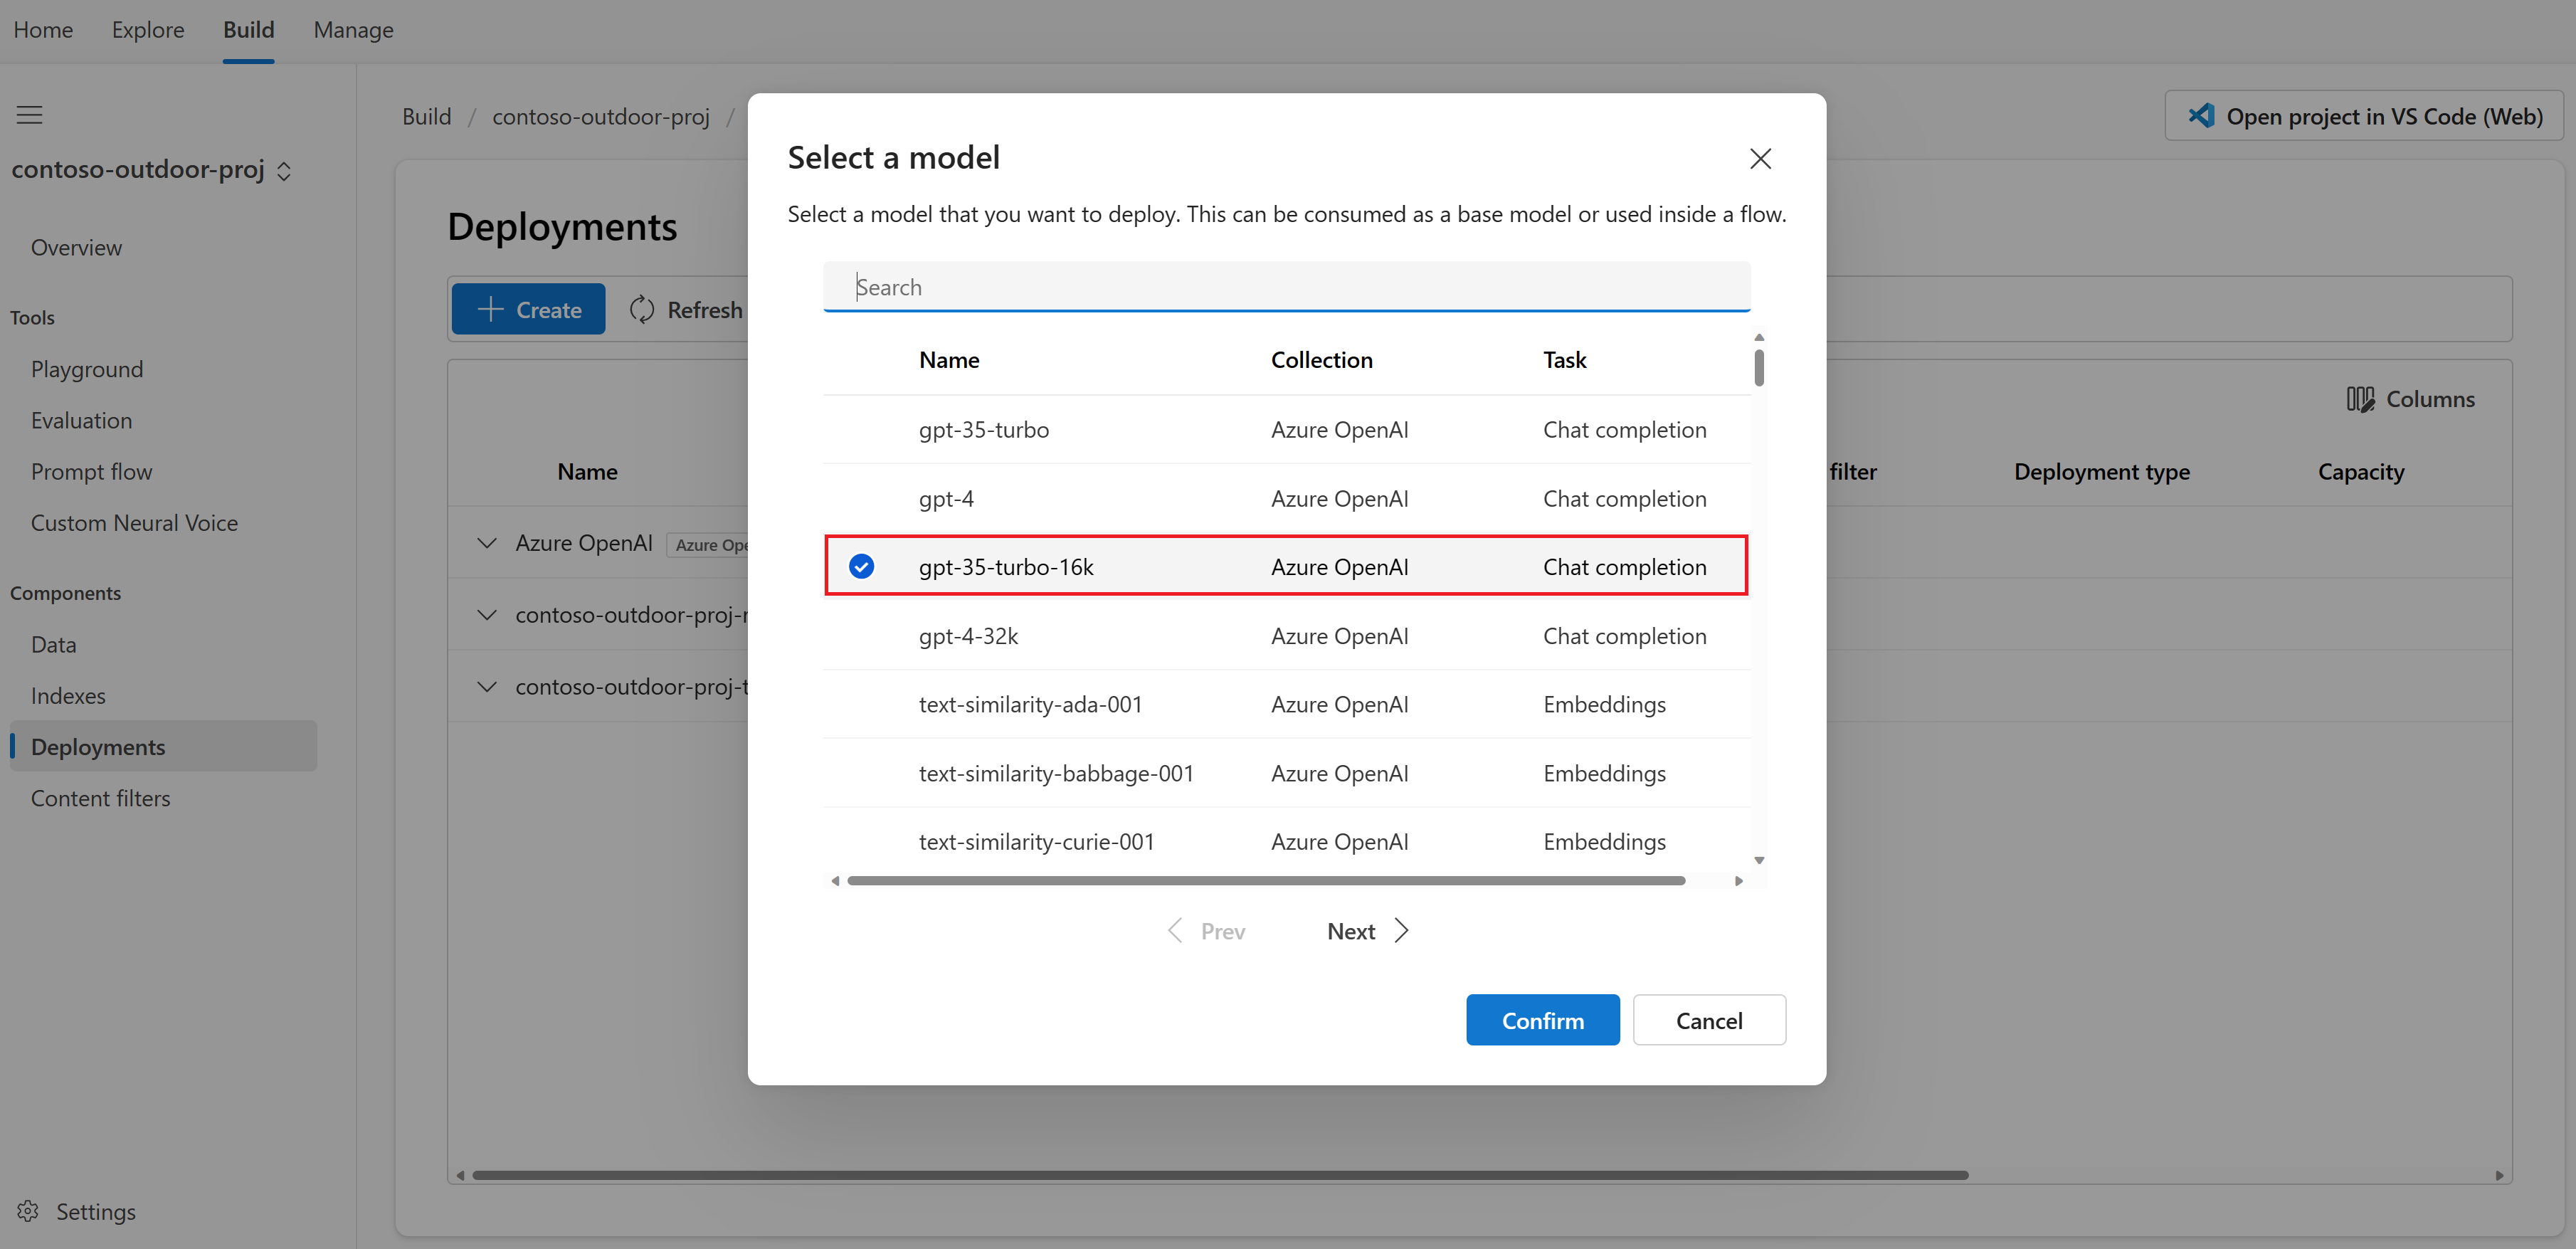 Home Explore Build Manage
contoso-outdoor-proj
Overview
Tools
Playground
Evaluation
Prompt flow
Custom Neural Voice
Components
Data
Indexes
Deployments
Content filters
Settings
Build / contoso-outdoor-proj /
Open project in VS Code (Web)
Deployments
Create Refresh
Columns
Name filter Deployment type Capacity
Azure OpenAI Azure Ope
contoso-outdoor-proj-
contoso-outdoor-proj-t
Select a model
Select a model that you want to deploy. This can be consumed as a base model or used inside a flow.
Search
Name Collection Task
gpt-35-turbo Azure OpenAI Chat completion
gpt-4 Azure OpenAI Chat completion
gpt-35-turbo-16k Azure OpenAI Chat completion
gpt-4-32k Azure OpenAI Chat completion
text-similarity-ada-001 Azure OpenAI Embeddings
text-similarity-babbage-001 Azure OpenAI Embeddings
text-similarity-curie-001 Azure OpenAI Embeddings
Prev Next
Confirm Cancel